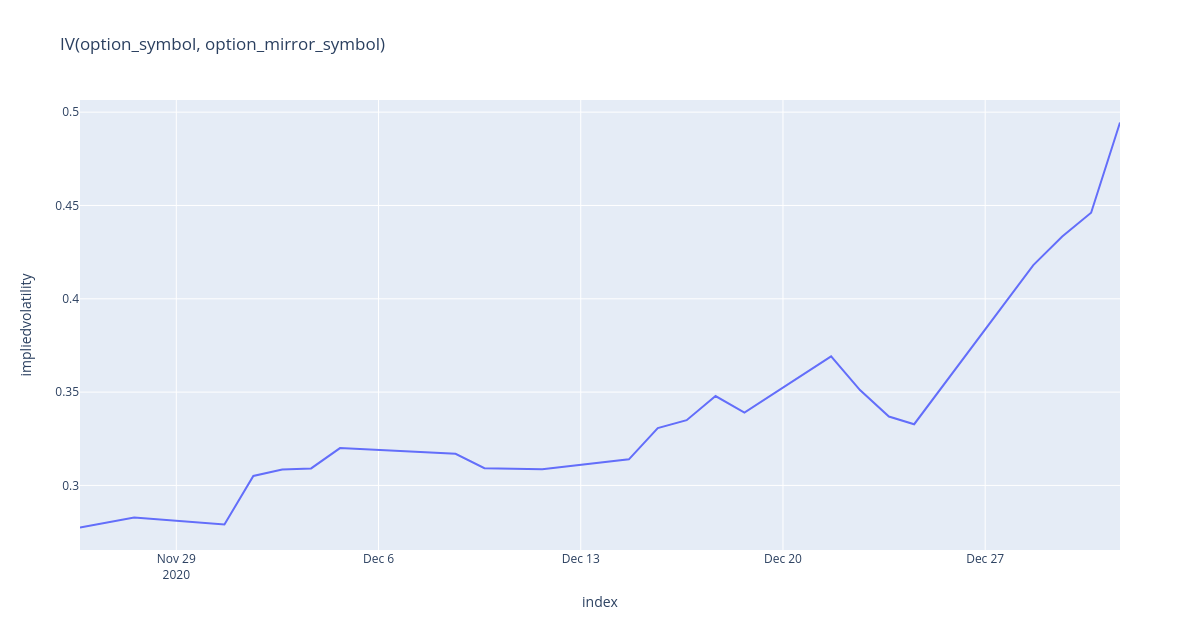 IV(option_symbol, option_mirror_symbol)
0.5
0.45
0.4
0.35
0.3
impliedvolatility
Nov 29
2020
Dec 6
Dec 13
Dec 20
Dec 27
index